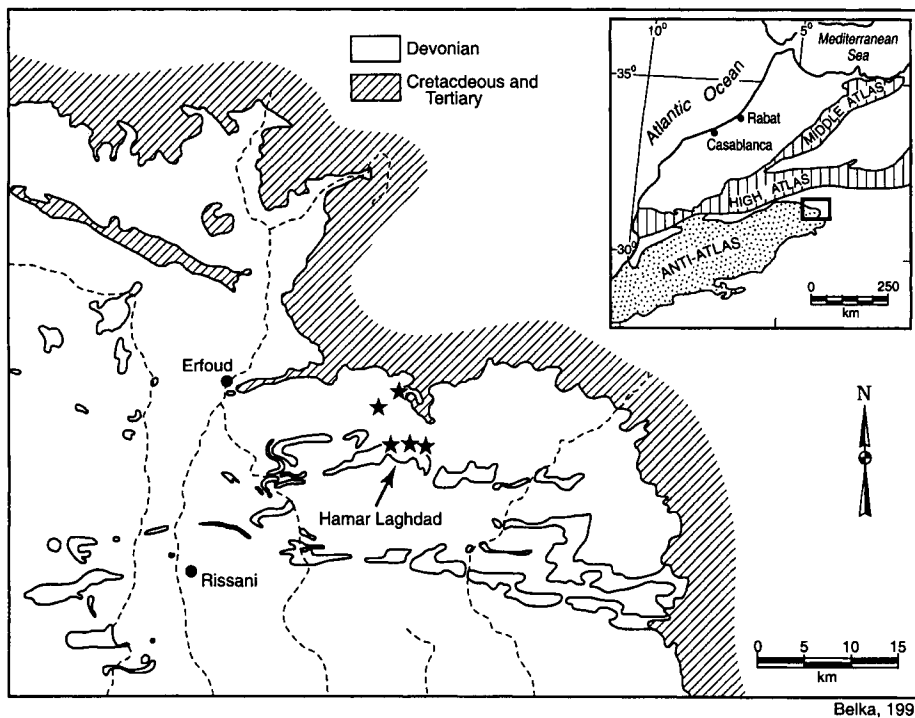 Devonian
Cretacdeous and
Tertiary
10°
5°
Mediterranean
Sea
35°
Atlantic Ocean
Rabat
Casablanca
MIDDLE ATLAS
HIGH ATLAS
30°
ANTI-ATLAS
0 250
km
Erfoud
N
Hamar Laghdad
Rissani
0 5 10 15
km
Belka, 199